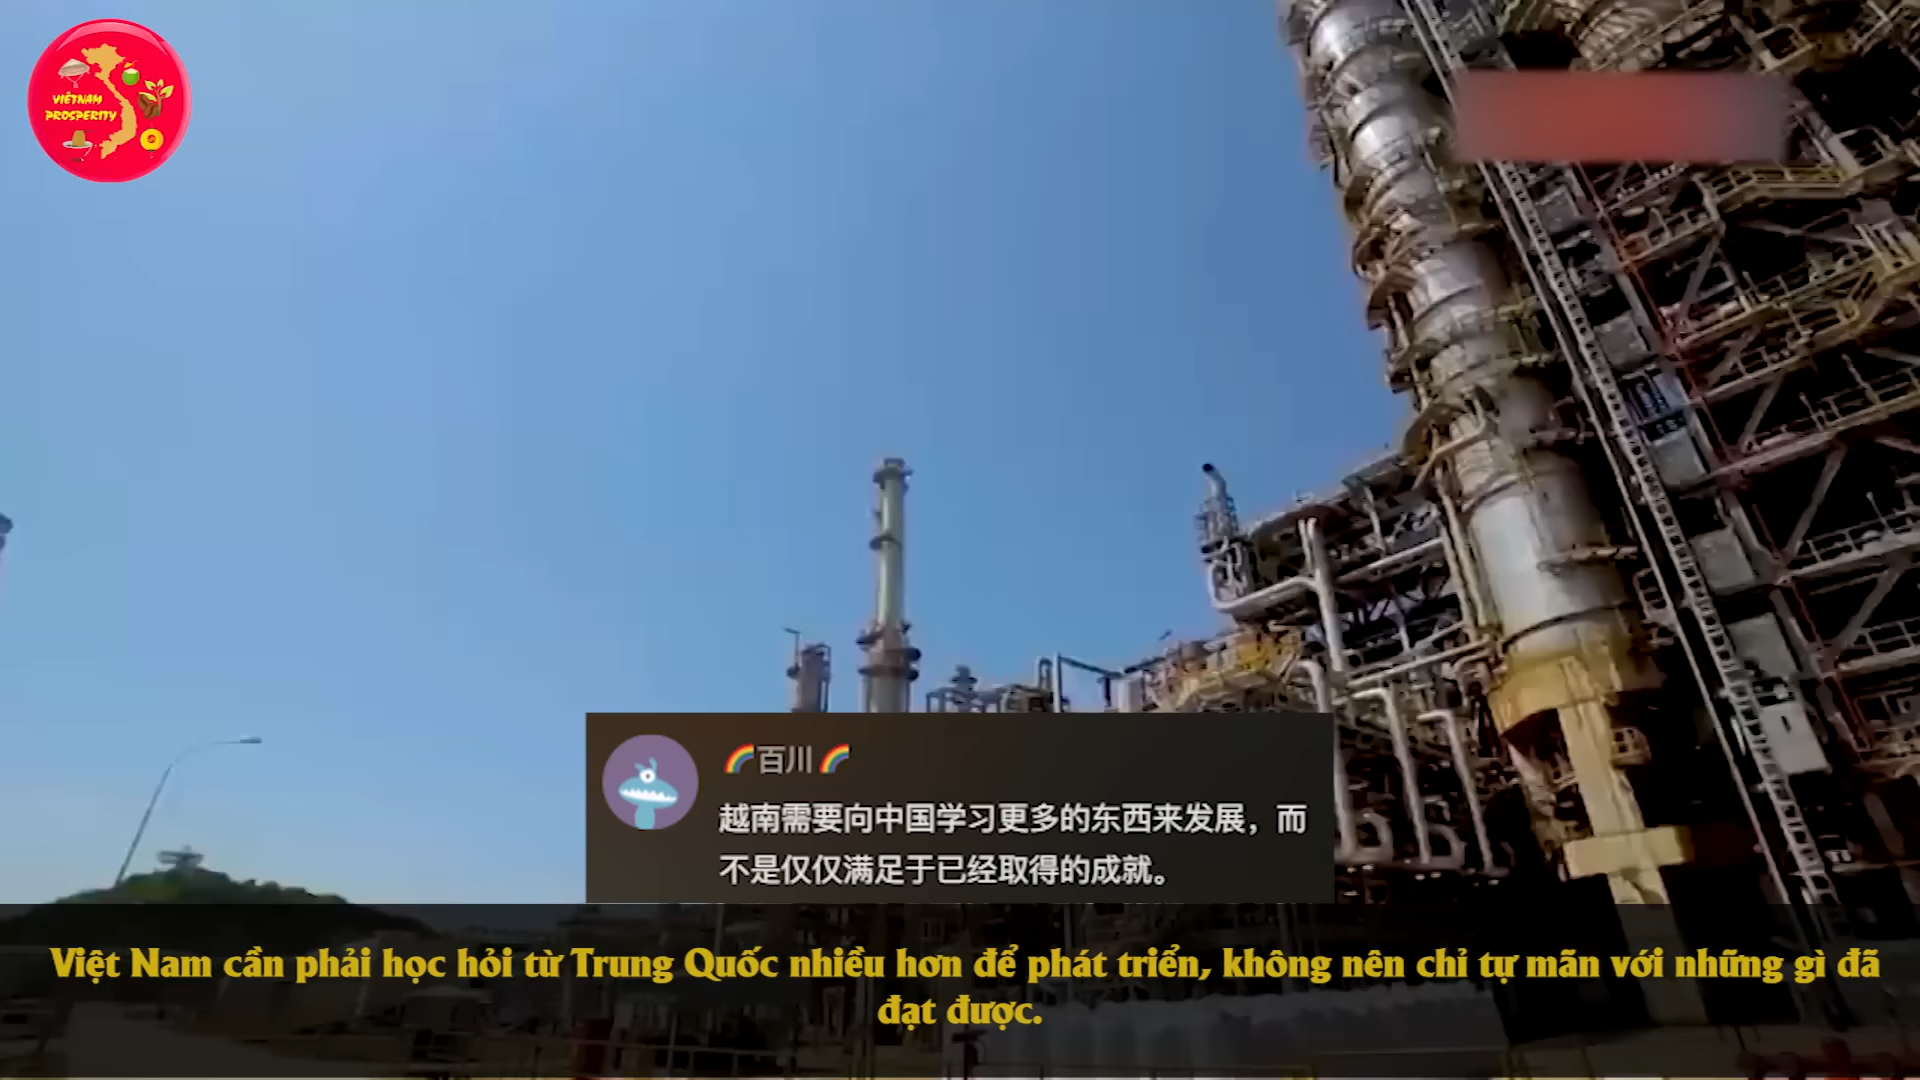 VIỆTNAM
PROSPERITY
🌈百川🌈
越南需要向中国学习更多的东西来发展，而
不是仅仅满足于已经取得的成就。
Việt Nam cần phải học hỏi từ Trung Quốc nhiều hơn để phát triển, không nên chỉ tự mãn với những gì đã
đạt được.